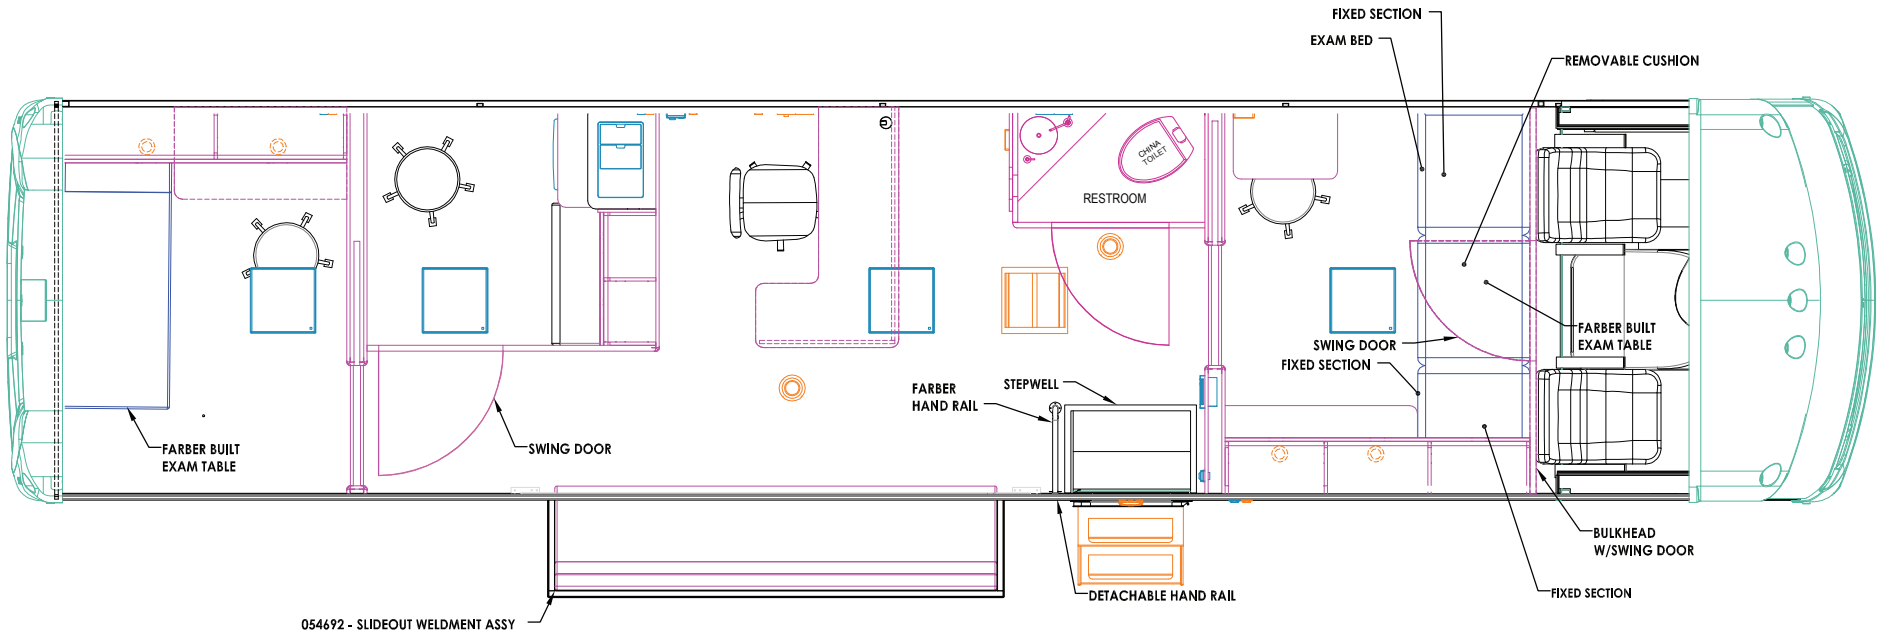 FIXED SECTION
EXAM BED
REMOVABLE CUSHION
CHINA
TOILET
RESTROOM
FARBER BUILT
EXAM TABLE
SWING DOOR
FIXED SECTION
STEPWELL
FARBER
HAND RAIL
SWING DOOR
FARBER BUILT
EXAM TABLE
BULKHEAD
W/SWING DOOR
FIXED SECTION
DETACHABLE HAND RAIL
054692 - SLIDEOUT WELDMENT ASSY